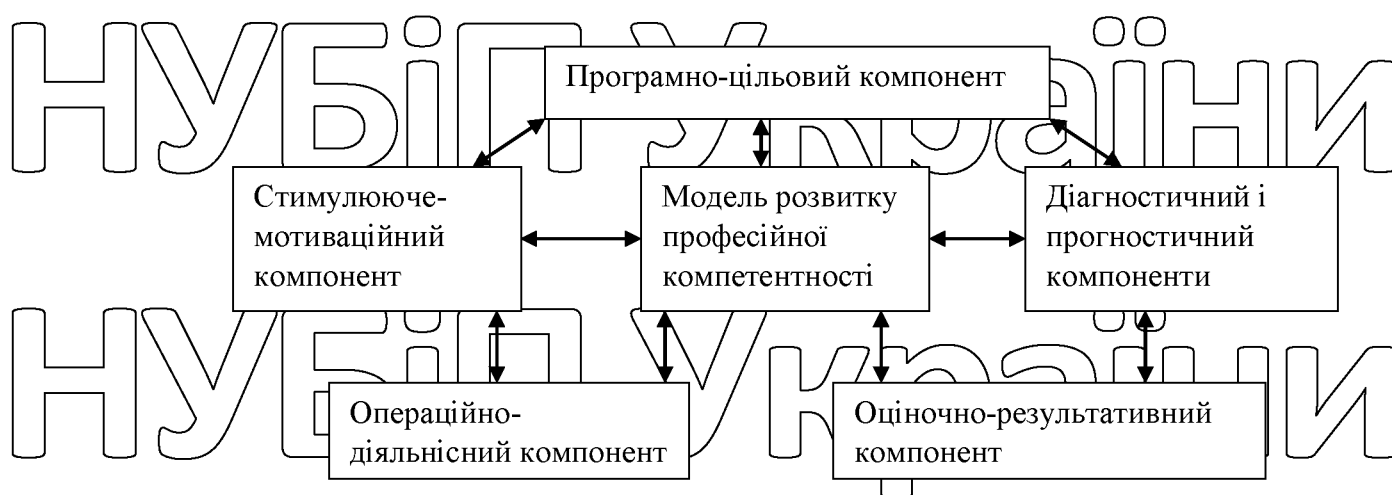 НУБіП України
Програмно-цільовий компонент
Стимулююче-
мотиваційний
компонент
Модель розвитку
професійної
компетентності
Діагностичний і
прогностичний
компоненти
НУБіП України
Операційно-
діяльнісний компонент
Оціночно-результативний
компонент